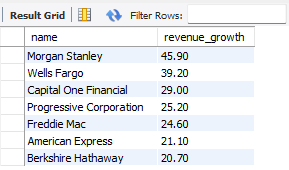 Result Grid Filter Rows:
name revenue_growth
Morgan Stanley 45.90
Wells Fargo 39.20
Capital One Financial 29.00
Progressive Corporation 25.20
Freddie Mac 24.60
American Express 21.10
Berkshire Hathaway 20.70